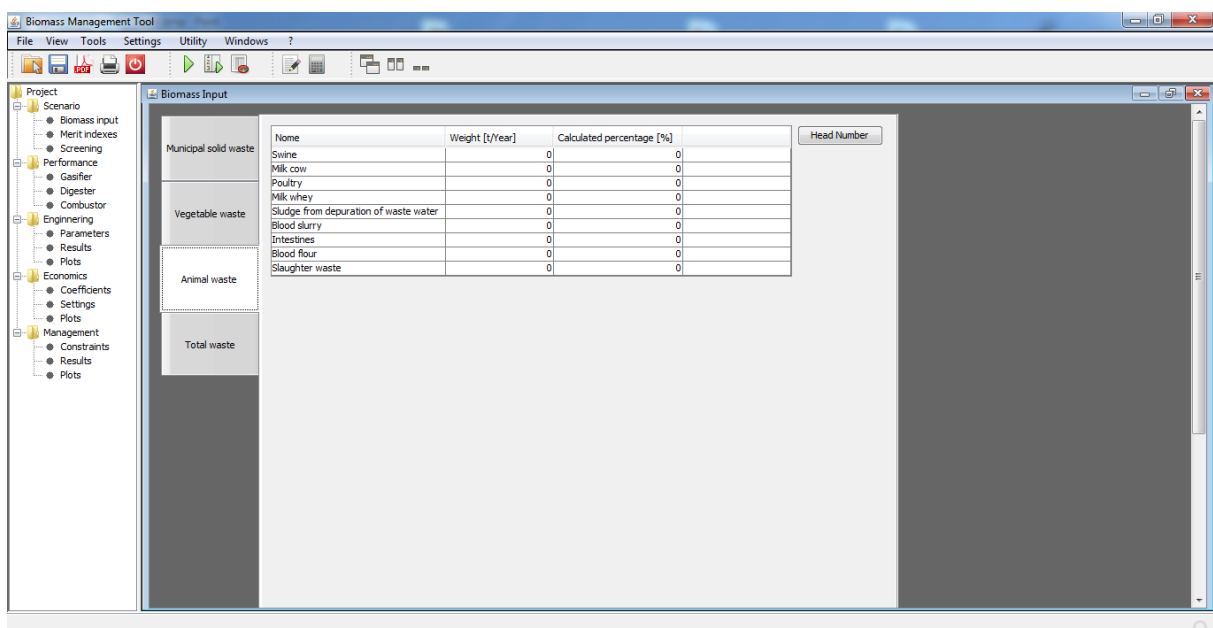 Biomass Management Tool
File View Tools Settings Utility Windows ?
PDF
Project
Scenario
Biomass input
Merit indexes
Screening
Performance
Gasifier
Digester
Combustor
Enginnering
Parameters
Results
Plots
Economics
Coefficients
Settings
Plots
Management
Constraints
Results
Plots
Biomass Input
Municipal solid waste
Vegetable waste
Animal waste
Total waste
Nome Weight [t/Year] Calculated percentage [%]
Swine 0 0
Milk cow 0 0
Poultry 0 0
Milk whey 0 0
Sludge from depuration of waste water 0 0
Blood slurry 0 0
Intestines 0 0
Blood flour 0 0
Slaughter waste 0 0
Head Number